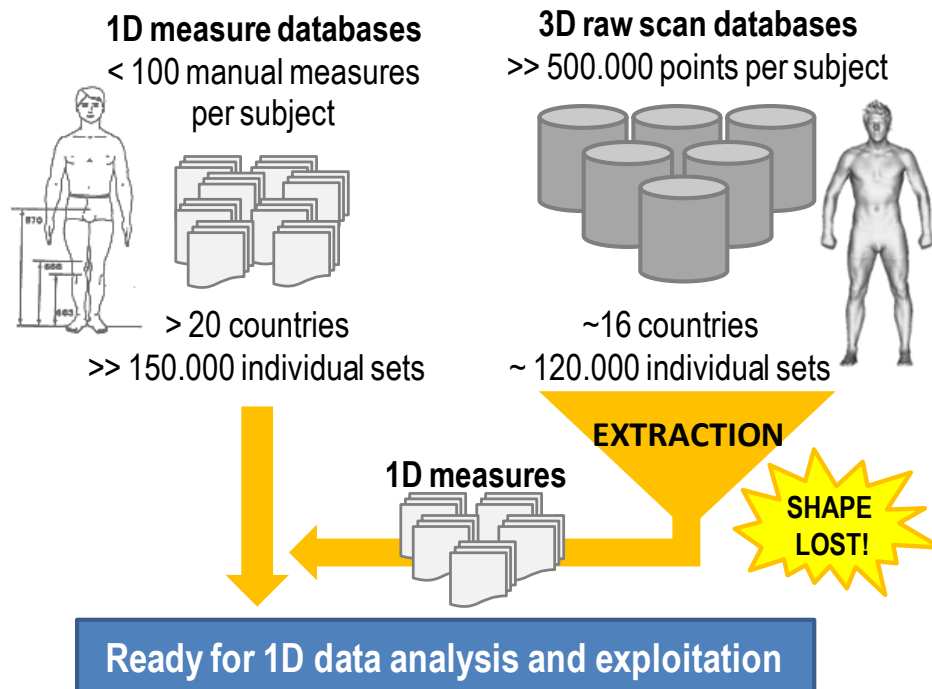 1D measure databases
< 100 manual measures
per subject
3D raw scan databases
>> 500.000 points per subject
870
> 20 countries
>> 150.000 individual sets
~16 countries
~ 120.000 individual sets
EXTRACTION
1D measures
SHAPE
LOST!
Ready for 1D data analysis and exploitation